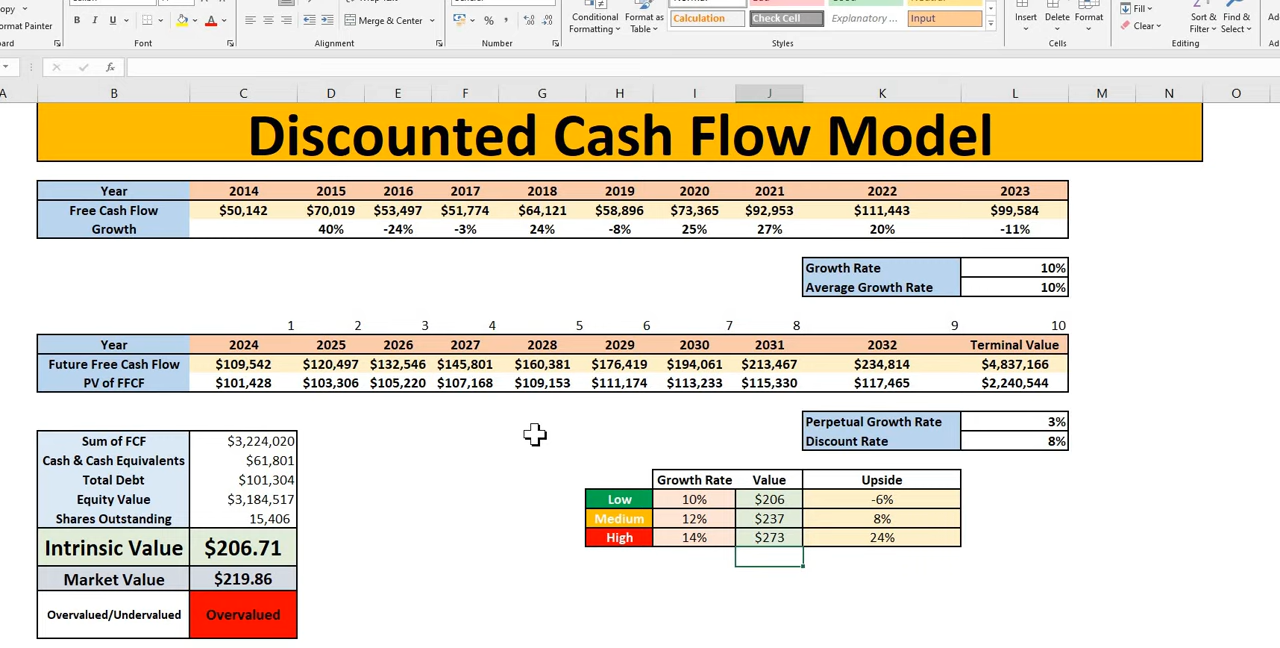 Copy
Format Painter
B I U
A
Merge & Center
%
Conditional Formatting
Format as Table
Calculation
Check Cell
Explanatory ...
Input
Insert
Delete
Format
Fill
Clear
Sort & Filter
Find & Select
Font
Alignment
Number
Styles
Cells
Editing
fx
A B C D E F G H I J K L M N O
Discounted Cash Flow Model
Year 2014 2015 2016 2017 2018 2019 2020 2021 2022 2023
Free Cash Flow $50,142 $70,019 $53,497 $51,774 $64,121 $58,896 $73,365 $92,953 $111,443 $99,584
Growth 40% -24% -3% 24% -8% 25% 27% 20% -11%
Growth Rate 10%
Average Growth Rate 10%
1 2 3 4 5 6 7 8 9 10
Year 2024 2025 2026 2027 2028 2029 2030 2031 2032 Terminal Value
Future Free Cash Flow $109,542 $120,497 $132,546 $145,801 $160,381 $176,419 $194,061 $213,467 $234,814 $4,837,166
PV of FFCF $101,428 $103,306 $105,220 $107,168 $109,153 $111,174 $113,233 $115,330 $117,465 $2,240,544
Perpetual Growth Rate 3%
Discount Rate 8%
Sum of FCF $3,224,020
Cash & Cash Equivalents $61,801
Total Debt $101,304
Equity Value $3,184,517
Shares Outstanding 15,406
Intrinsic Value $206.71
Market Value $219.86
Overvalued/Undervalued Overvalued
Growth Rate Value Upside
Low 10% $206 -6%
Medium 12% $237 8%
High 14% $273 24%